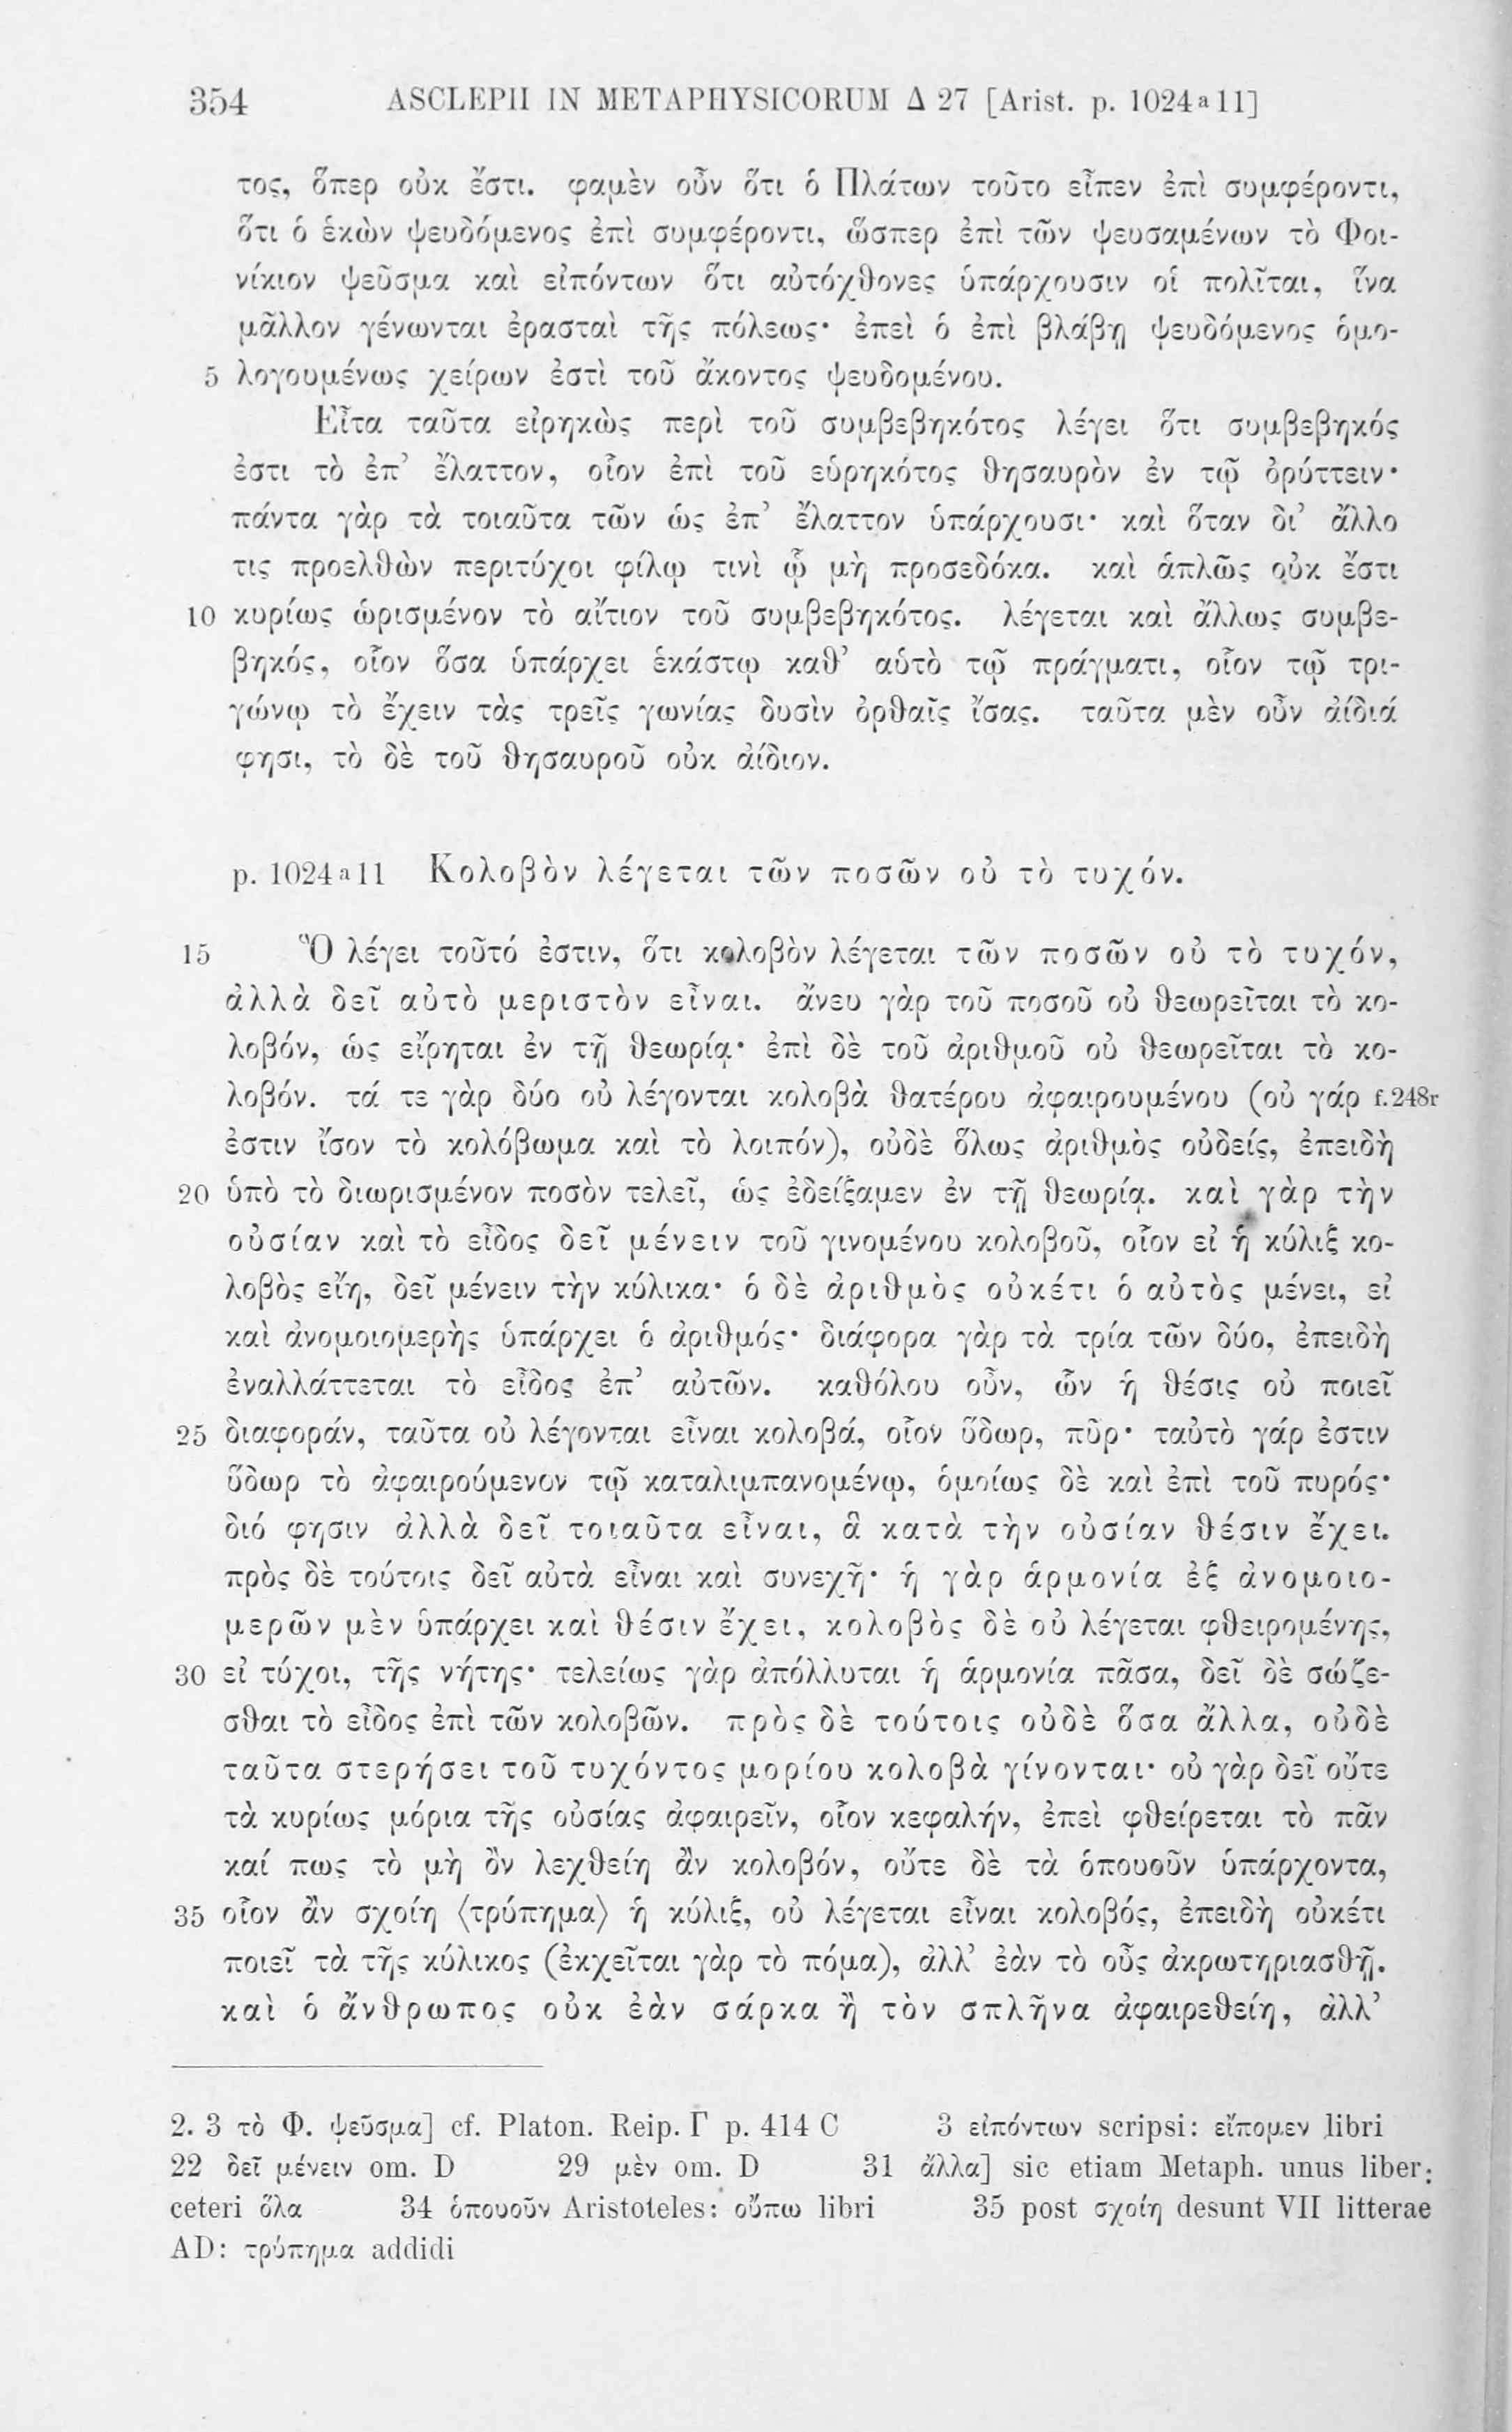 354 ASCLEPII IN METAPHYSICORUM Δ 27 [Arist. p. 1024ᵃ11]
τος, ὅπερ οὐκ ἔστι. φαμὲν οὖν ὅτι ὁ Πλάτων τοῦτο εἶπεν ἐπὶ συμφέροντι,
ὅτι ὁ ἑκὼν ψευδόμενος ἐπὶ συμφέροντι, ὥσπερ ἐπὶ τῶν ψευσαμένων τὸ Φοι-
νίκιον ψεῦσμα καὶ εἰπόντων ὅτι αὐτόχθονες ὑπάρχουσιν οἱ πολῖται, ἵνα
μᾶλλον γένωνται ἐρασταὶ τῆς πόλεως· ἐπεὶ ὁ ἐπὶ βλάβῃ ψευδόμενος ὁμο-
5 λογουμένως χείρων ἐστὶ τοῦ ἄκοντος ψευδομένου.
Εἶτα ταῦτα εἰρηκὼς περὶ τοῦ συμβεβηκότος λέγει ὅτι συμβεβηκός
ἐστι τὸ ἐπ’ ἔλαττον, οἷον ἐπὶ τοῦ εὑρηκότος θησαυρὸν ἐν τῷ ὀρύττειν·
πάντα γὰρ τὰ τοιαῦτα τῶν ὡς ἐπ’ ἔλαττον ὑπάρχουσι· καὶ ὅταν δι’ ἄλλο
τις προελθὼν περιτύχοι φίλῳ τινὶ ᾧ μὴ προσεδόκα. καὶ ἁπλῶς οὐκ ἔστι
10 κυρίως ὡρισμένον τὸ αἴτιον τοῦ συμβεβηκότος. λέγεται καὶ ἄλλως συμβε-
βηκός, οἷον ὅσα ὑπάρχει ἑκάστῳ καθ’ αὑτὸ τῷ πράγματι, οἷον τῷ τρι-
γώνῳ τὸ ἔχειν τὰς τρεῖς γωνίας δυσὶν ὀρθαῖς ἴσας. ταῦτα μὲν οὖν ἀίδιά
φησι, τὸ δὲ τοῦ θησαυροῦ οὐκ ἀίδιον.
p. 1024ᵃ11 Κολοβὸν λέγεται τῶν ποσῶν οὐ τὸ τυχόν.
15 Ὃ λέγει τοῦτό ἐστιν, ὅτι κολοβὸν λέγεται τῶν ποσῶν οὐ τὸ τυχόν,
ἀλλὰ δεῖ αὐτὸ μεριστὸν εἶναι. ἄνευ γὰρ τοῦ ποσοῦ οὐ θεωρεῖται τὸ κο-
λοβόν, ὡς εἴρηται ἐν τῇ θεωρίᾳ· ἐπὶ δὲ τοῦ ἀριθμοῦ οὐ θεωρεῖται τὸ κο-
λοβόν. τά τε γὰρ δύο οὐ λέγονται κολοβὰ θατέρου ἀφαιρουμένου (οὐ γάρ f. 248r
ἐστιν ἴσον τὸ κολόβωμα καὶ τὸ λοιπόν), οὐδὲ ὅλως ἀριθμὸς οὐδείς, ἐπειδὴ
20 ὑπὸ τὸ διωρισμένον ποσὸν τελεῖ, ὡς ἐδείξαμεν ἐν τῇ θεωρίᾳ. καὶ γὰρ τὴν
οὐσίαν καὶ τὸ εἶδος δεῖ μένειν τοῦ γινομένου κολοβοῦ, οἷον εἰ ἡ κύλιξ κο-
λοβὸς εἴη, δεῖ μένειν τὴν κύλικα· ὁ δὲ ἀριθμὸς οὐκέτι ὁ αὐτὸς μένει, εἰ
καὶ ἀνομοιομερὴς ὑπάρχει ὁ ἀριθμός· διάφορα γὰρ τὰ τρία τῶν δύο, ἐπειδὴ
ἐναλλάττεται τὸ εἶδος ἐπ’ αὐτῶν. καθόλου οὖν, ὧν ἡ θέσις οὐ ποιεῖ
25 διαφοράν, ταῦτα οὐ λέγονται εἶναι κολοβά, οἷον ὕδωρ, πῦρ· ταὐτὸ γάρ ἐστιν
ὕδωρ τὸ ἀφαιρούμενον τῷ καταλιμπανομένῳ, ὁμοίως δὲ καὶ ἐπὶ τοῦ πυρός·
διό φησιν ἀλλὰ δεῖ τοιαῦτα εἶναι, ἃ κατὰ τὴν οὐσίαν θέσιν ἔχει.
πρὸς δὲ τούτοις δεῖ αὐτὰ εἶναι καὶ συνεχῆ· ἡ γὰρ ἁρμονία ἐξ ἀνομοιο-
μερῶν μὲν ὑπάρχει καὶ θέσιν ἔχει, κολοβὸς δὲ οὐ λέγεται φθειρομένης,
30 εἰ τύχοι, τῆς νήτης· τελείως γὰρ ἀπόλλυται ἡ ἁρμονία πᾶσα, δεῖ δὲ σώζε-
σθαι τὸ εἶδος ἐπὶ τῶν κολοβῶν. πρὸς δὲ τούτοις οὐδὲ ὅσα ἄλλα, οὐδὲ
ταῦτα στερήσει τοῦ τυχόντος μορίου κολοβὰ γίνονται· οὐ γὰρ δεῖ οὔτε
τὰ κυρίως μόρια τῆς οὐσίας ἀφαιρεῖν, οἷον κεφαλήν, ἐπεὶ φθείρεται τὸ πᾶν
καί πως τὸ μὴ ὂν λεχθείη ἂν κολοβόν, οὔτε δὲ τὰ ὁπουοῦν ὑπάρχοντα,
35 οἷον ἂν σχοίη ⟨τρύπημα⟩ ἡ κύλιξ, οὐ λέγεται εἶναι κολοβός, ἐπειδὴ οὐκέτι
ποιεῖ τὰ τῆς κύλικος (ἐκχεῖται γὰρ τὸ πόμα), ἀλλ’ ἐὰν τὸ οὖς ἀκρωτηριασθῇ.
καὶ ὁ ἄνθρωπος οὐκ ἐὰν σάρκα ἢ τὸν σπλῆνα ἀφαιρεθείη, ἀλλ’
2. 3 τὸ Φ. ψεῦσμα] cf. Platon. Reip. Γ p. 414 C 3 εἰπόντων scripsi: εἴπομεν libri
22 δεῖ μένειν om. D 29 μὲν om. D 31 ἄλλα] sic etiam Metaph. unus liber:
ceteri ὅλα 34 ὁπουοῦν Aristoteles: οὔπω libri 35 post σχοίη desunt VII litterae
AD: τρύπημα addidi